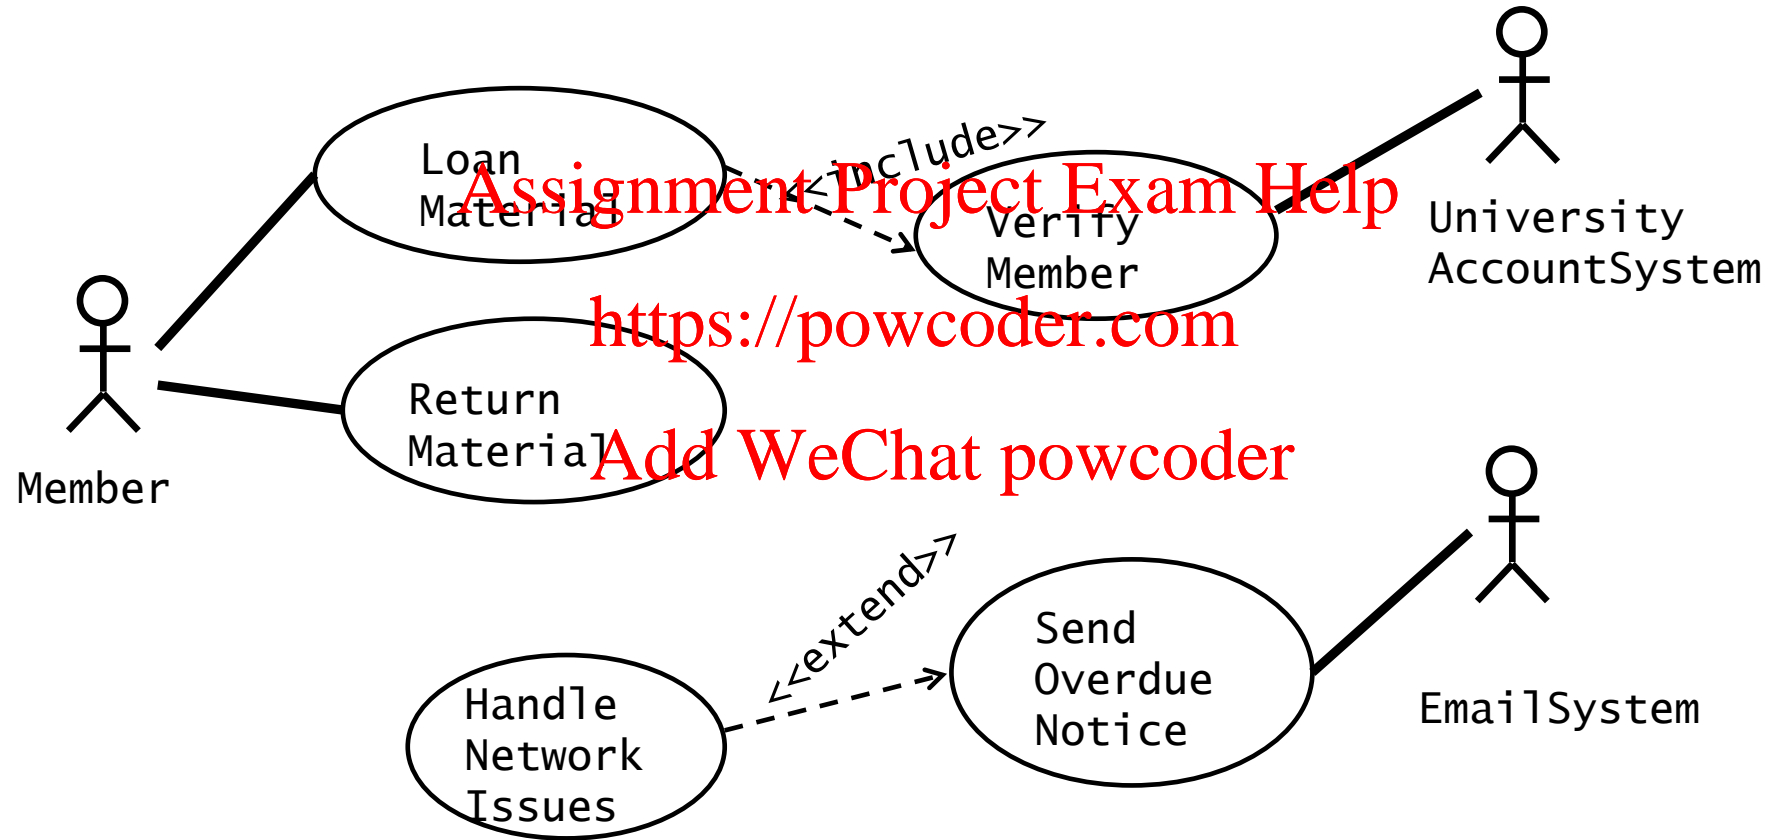 Loan
Material
<<include>>
Verify
Member
University
AccountSystem
Assignment Project Exam Help
https://powcoder.com
Return
Material
Add WeChat powcoder
Member
<<extend>>
Send
Overdue
Notice
EmailSystem
Handle
Network
Issues